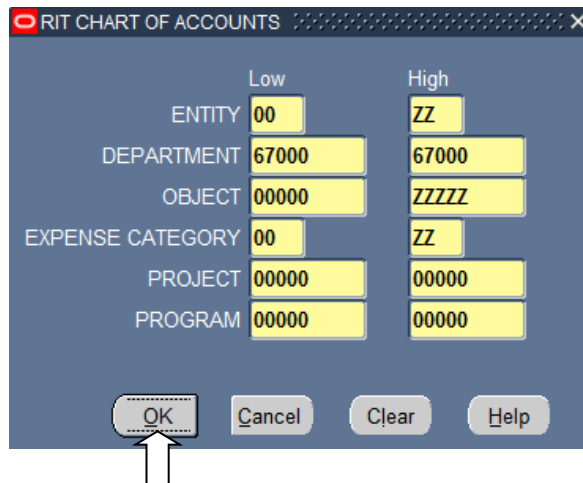 RIT CHART OF ACCOUNTS
Low High
ENTITY 00 ZZ
DEPARTMENT 67000 67000
OBJECT 00000 ZZZZZ
EXPENSE CATEGORY 00 ZZ
PROJECT 00000 00000
PROGRAM 00000 00000
OK Cancel Clear Help